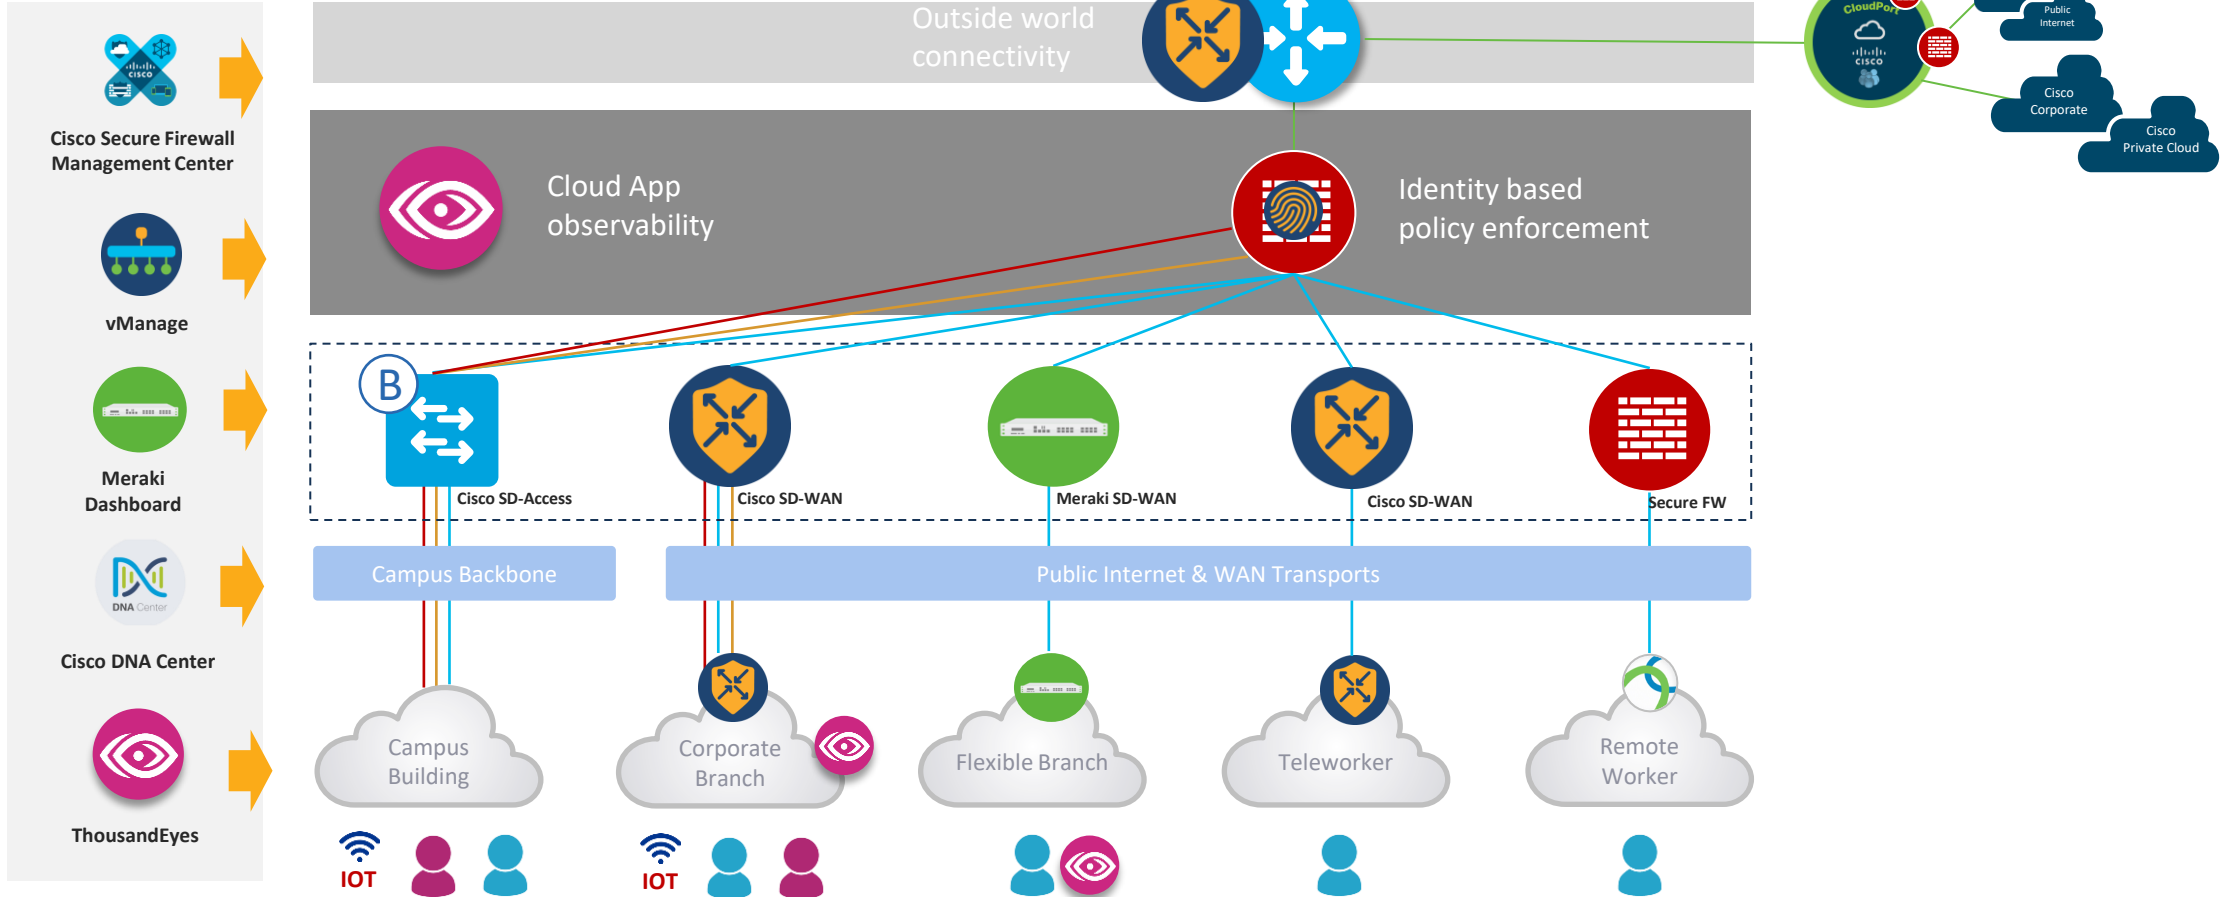 Outside world
connectivity
CloudPort
CISCO
Public
Internet
Cisco
Corporate
Cisco
Private Cloud
CISCO
Cisco Secure Firewall
Management Center
vManage
Meraki
Dashboard
DNA Center
Cisco DNA Center
ThousandEyes
Cloud App
observability
Identity based
policy enforcement
B
Cisco SD-Access
Cisco SD-WAN
Meraki SD-WAN
Cisco SD-WAN
Secure FW
Campus Backbone
Public Internet & WAN Transports
Campus
Building
Corporate
Branch
Flexible Branch
Teleworker
Remote
Worker
IOT
IOT